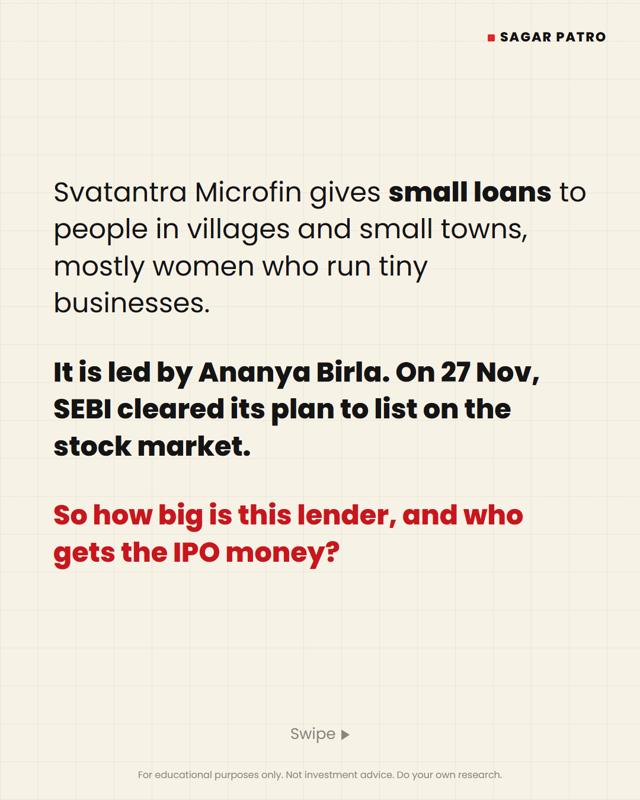 SAGAR PATRO
Svatantra Microfin gives small loans to
people in villages and small towns,
mostly women who run tiny
businesses.
It is led by Ananya Birla. On 27 Nov,
SEBI cleared its plan to list on the
stock market.
So how big is this lender, and who
gets the IPO money?
Swipe ▶
For educational purposes only. Not investment advice. Do your own research.